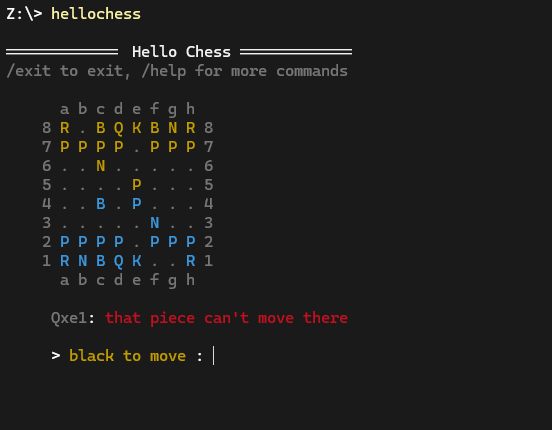 Z:\> hellochess
Hello Chess
/exit to exit, /help for more commands
a b c d e f g h
8 R . B Q K B N R 8
7 P P P P . P P P 7
6 . . N . . . . . 6
5 . . . . P . . . 5
4 . . B . P . . . 4
3 . . . . . N . . 3
2 P P P P . P P P 2
1 R N B Q K . . R 1
a b c d e f g h
Qxe1: that piece can't move there
> black to move :